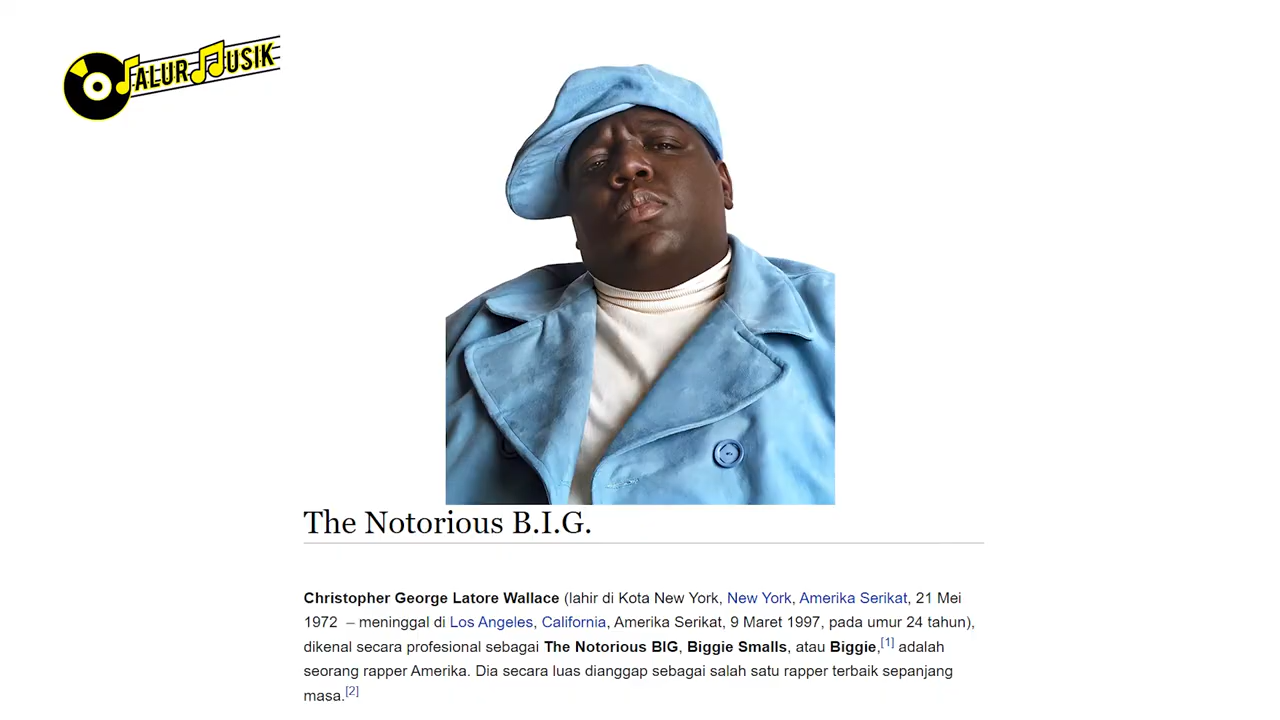 ALUR MUSIK
The Notorious B.I.G.
Christopher George Latore Wallace (lahir di Kota New York, New York, Amerika Serikat, 21 Mei
1972 – meninggal di Los Angeles, California, Amerika Serikat, 9 Maret 1997, pada umur 24 tahun),
dikenal secara profesional sebagai The Notorious BIG, Biggie Smalls, atau Biggie,[1] adalah
seorang rapper Amerika. Dia secara luas dianggap sebagai salah satu rapper terbaik sepanjang
masa.[2]